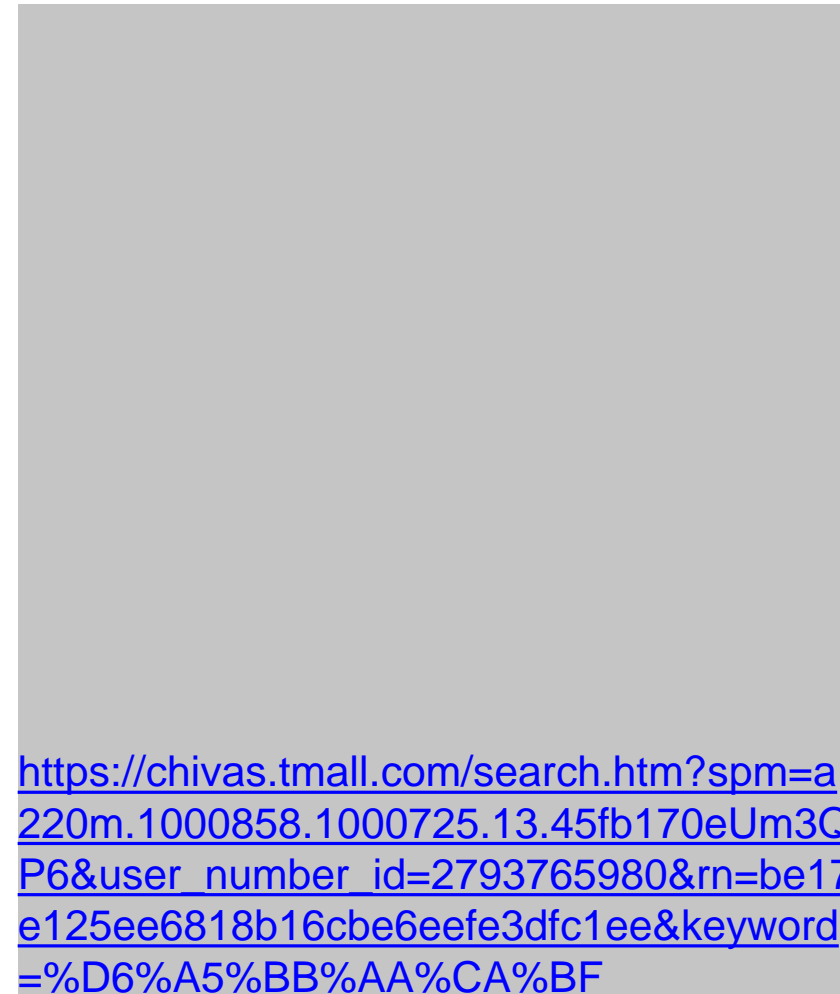 https://chivas.tmall.com/search.htm?spm=a
220m.1000858.1000725.13.45fb170eUm3Q
P6&user_number_id=2793765980&rn=be17
e125ee6818b16cbe6eefe3dfc1ee&keyword
=%D6%A5%BB%AA%CA%BF